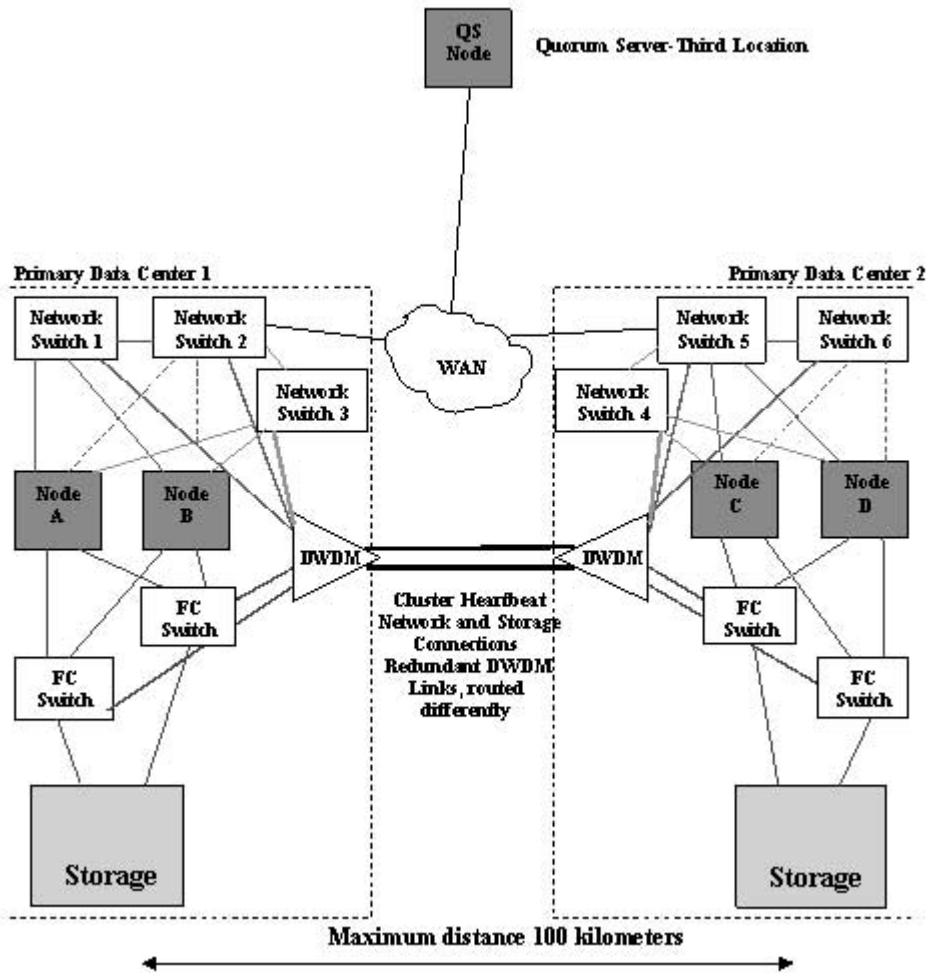 QS
Node
Quorum Server-Third Location
Primary Data Center 1
Primary Data Center 2
Network
Switch 1
Network
Switch 2
Network
Switch 5
Network
Switch 6
WAN
Network
Switch 3
Network
Switch 4
Node
A
Node
B
Node
C
Node
D
DWDM
DWDM
FC
Switch
FC
Switch
Cluster Heartbeat
Network and Storage
Connections
Redundant DWDM
Links, routed
differently
FC
Switch
FC
Switch
Storage
Storage
Maximum distance 100 kilometers